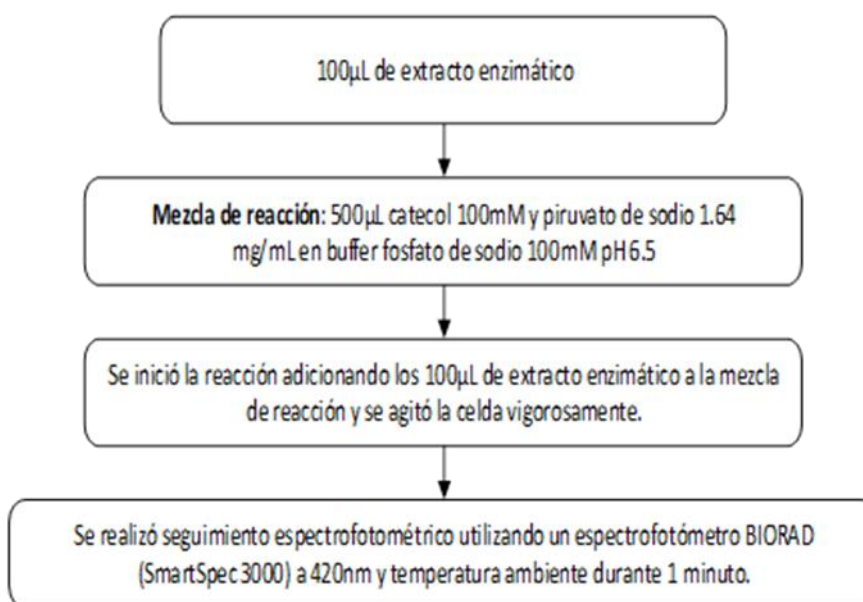 100µL de extracto enzimático
Mezcla de reacción: 500µL catecol 100mM y piruvato de sodio 1.64
mg/mL en buffer fosfato de sodio 100mM pH 6.5
Se inició la reacción adicionando los 100µL de extracto enzimático a la mezcla
de reacción y se agitó la celda vigorosamente.
Se realizó seguimiento espectrofotométrico utilizando un espectrofotómetro BIORAD
(SmartSpec 3000) a 420nm y temperatura ambiente durante 1 minuto.